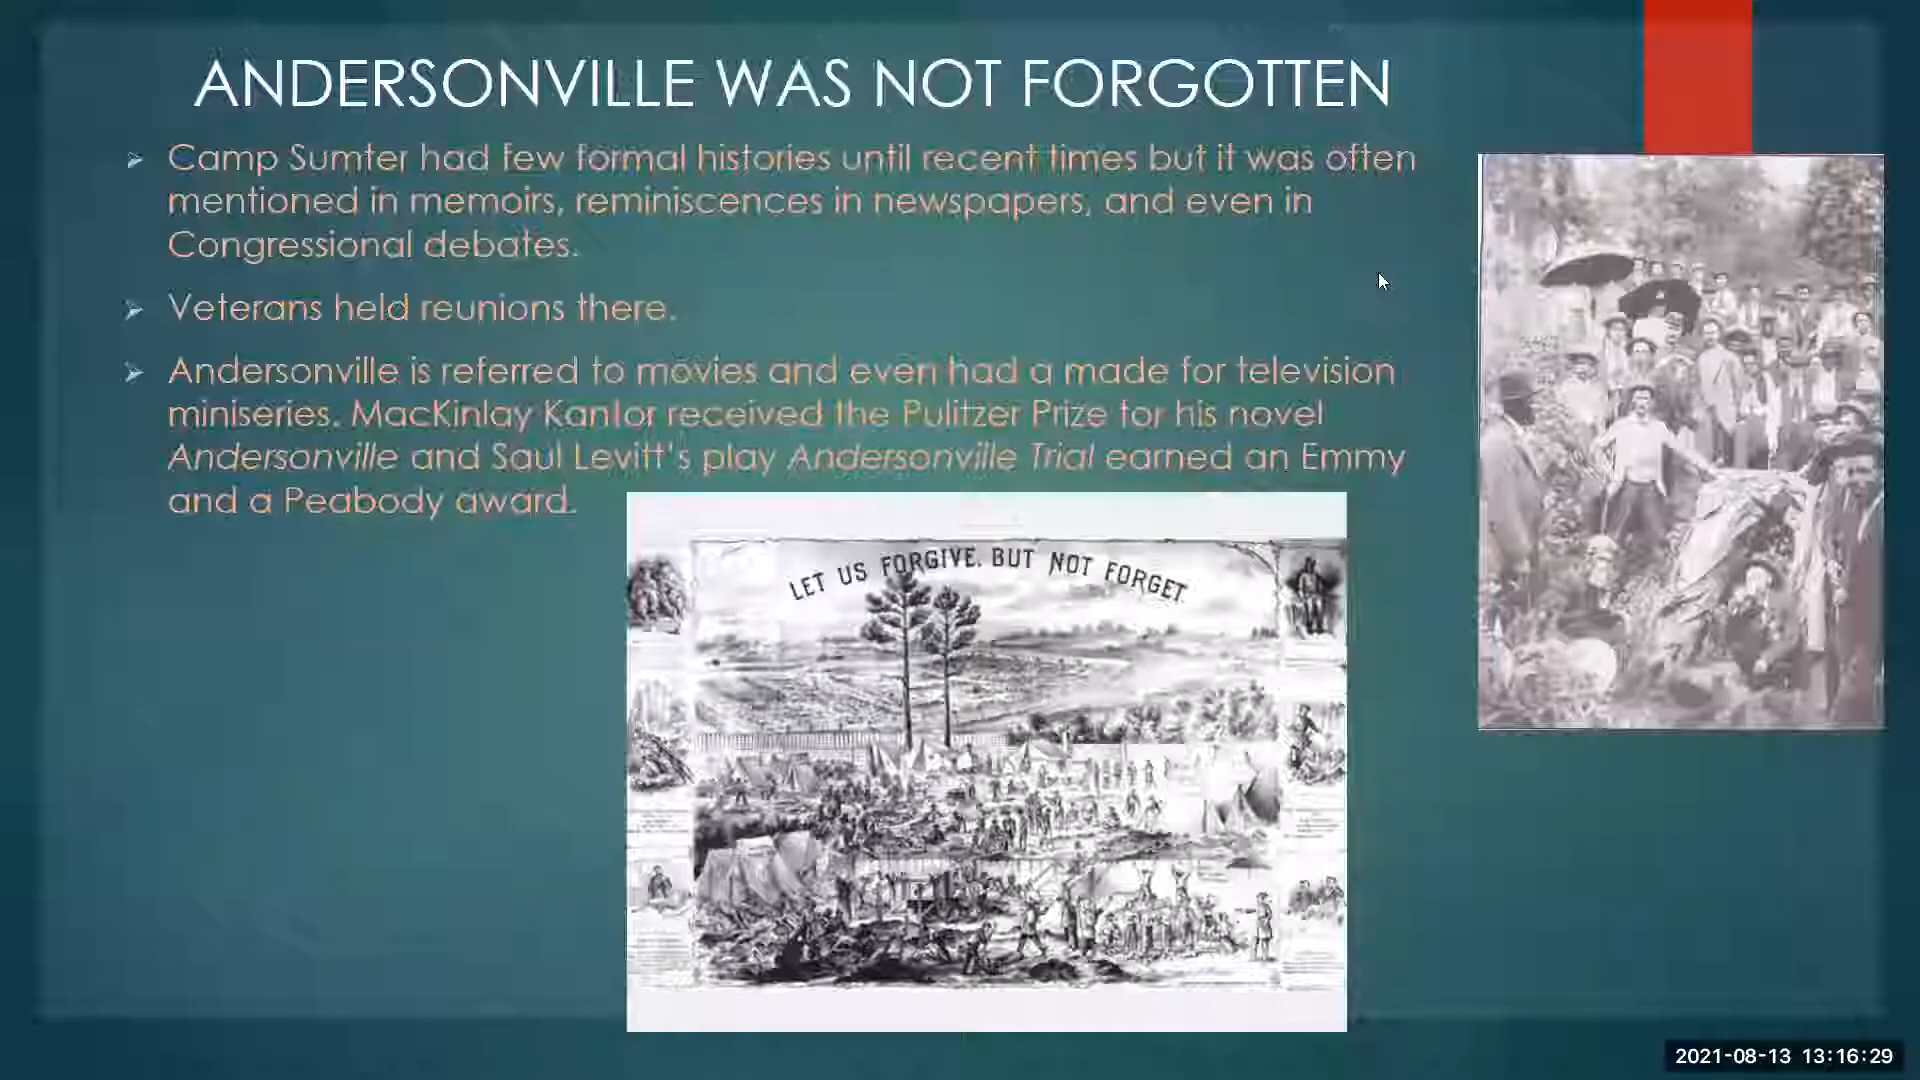 ANDERSONVILLE WAS NOT FORGOTTEN
Camp Sumter had few formal histories until recent times but it was often
mentioned in memoirs, reminiscences in newspapers, and even in
Congressional debates.
Veterans held reunions there.
Andersonville is referred to movies and even had a made for television
miniseries. MacKinlay Kantor received the Pulitzer Prize for his novel
Andersonville and Saul Levitt's play Andersonville Trial earned an Emmy
and a Peabody award.
LET US FORGIVE, BUT NOT FORGET
2021-08-13 13:16:29